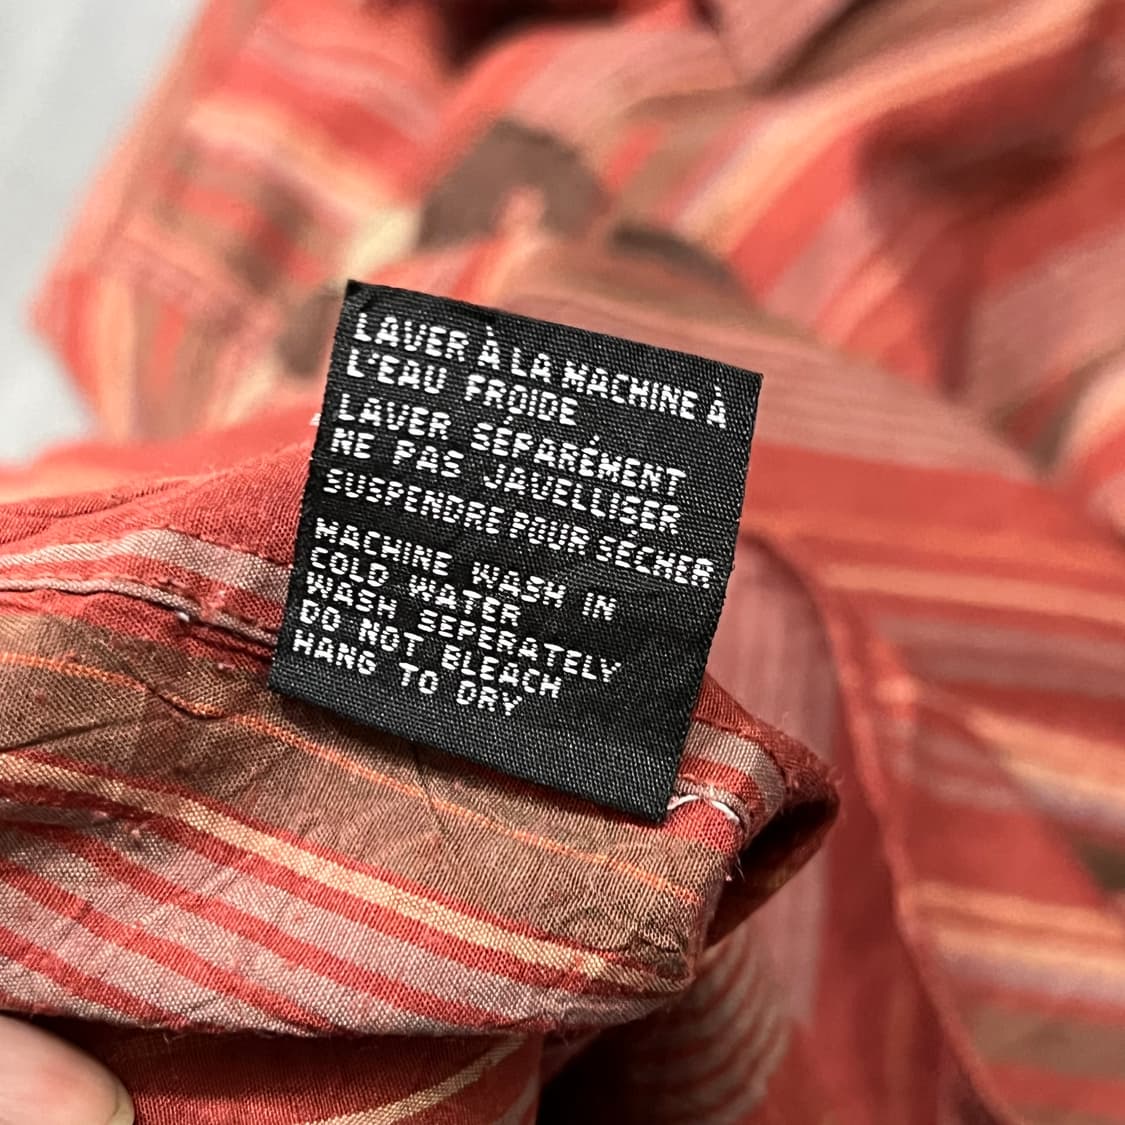 LAVER À LA MACHINE À
L'EAU FROIDE
LAVER SÉPARÉMENT
NE PAS JAVELLISER
SUSPENDRE POUR SÉCHER
MACHINE WASH IN
COLD WATER
WASH SEPERATELY
DO NOT BLEACH
HANG TO DRY